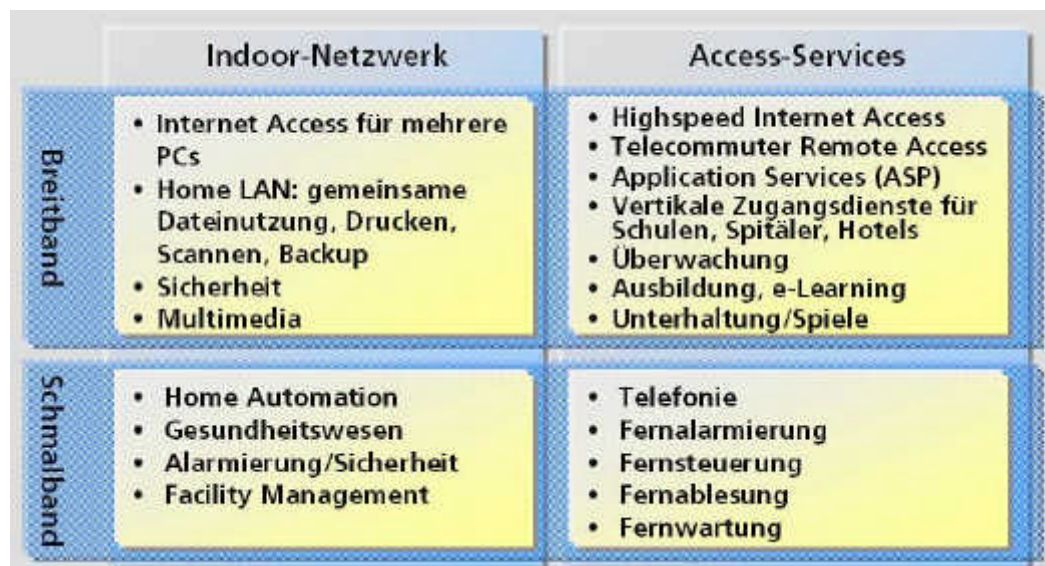 Indoor-Netzwerk
Access-Services
Breitband
• Internet Access für mehrere
PCs
• Home LAN: gemeinsame
Dateinutzung, Drucken,
Scannen, Backup
• Sicherheit
• Multimedia
• Highspeed Internet Access
• Telecommuter Remote Access
• Application Services (ASP)
• Vertikale Zugangsdienste für
Schulen, Spitäler, Hotels
• Überwachung
• Ausbildung, e-Learning
• Unterhaltung/Spiele
Schmalband
• Home Automation
• Gesundheitswesen
• Alarmierung/Sicherheit
• Facility Management
• Telefonie
• Fernalarmierung
• Fernsteuerung
• Fernablesung
• Fernwartung